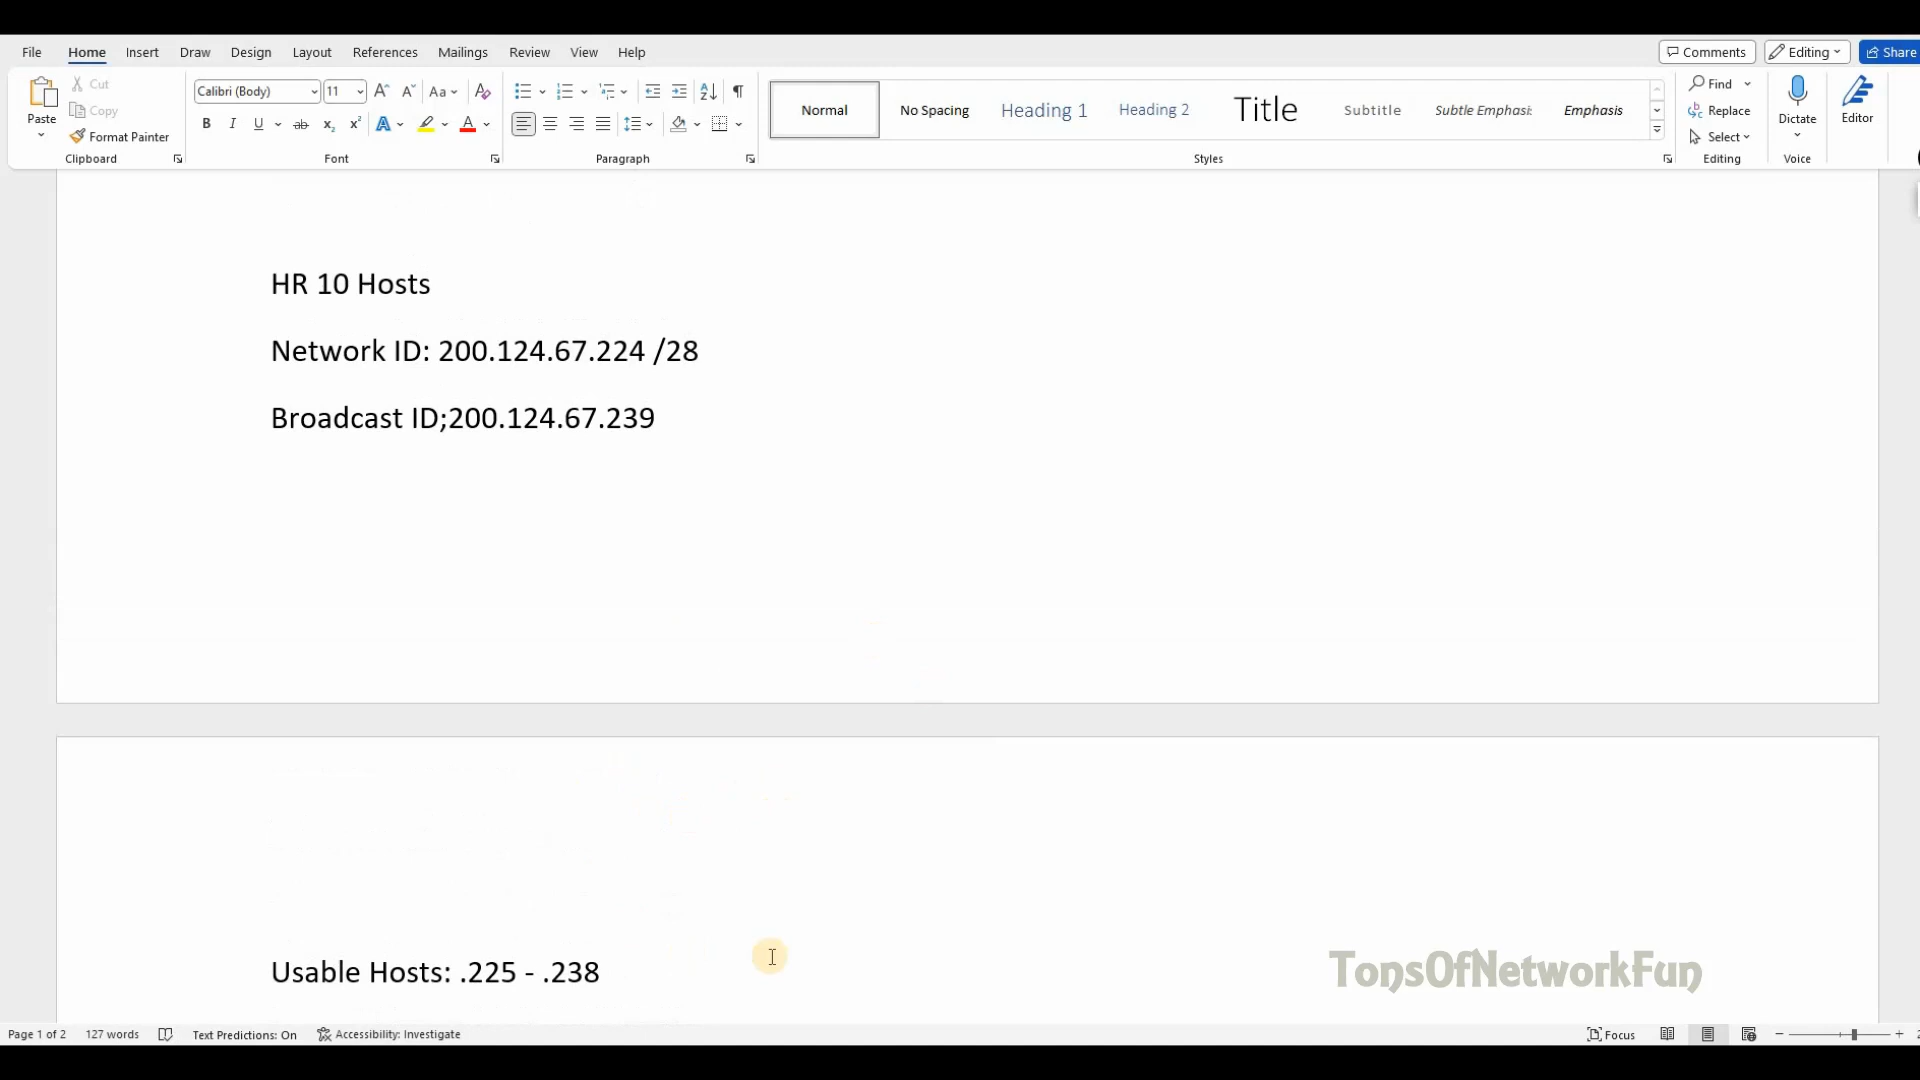 File Home Insert Draw Design Layout References Mailings Review View Help Comments Editing Share
Paste Cut Copy Format Painter Clipboard
Calibri (Body) 11 Aa Font
Paragraph
Normal No Spacing Heading 1 Heading 2 Title Subtitle Subtle Emphasi: Emphasis Styles
Find Replace Select Editing
Dictate Voice
Editor
HR 10 Hosts
Network ID: 200.124.67.224 /28
Broadcast ID;200.124.67.239
Usable Hosts: .225 - .238
TonsOfNetworkFun
Page 1 of 2 127 words Text Predictions: On Accessibility: Investigate Focus